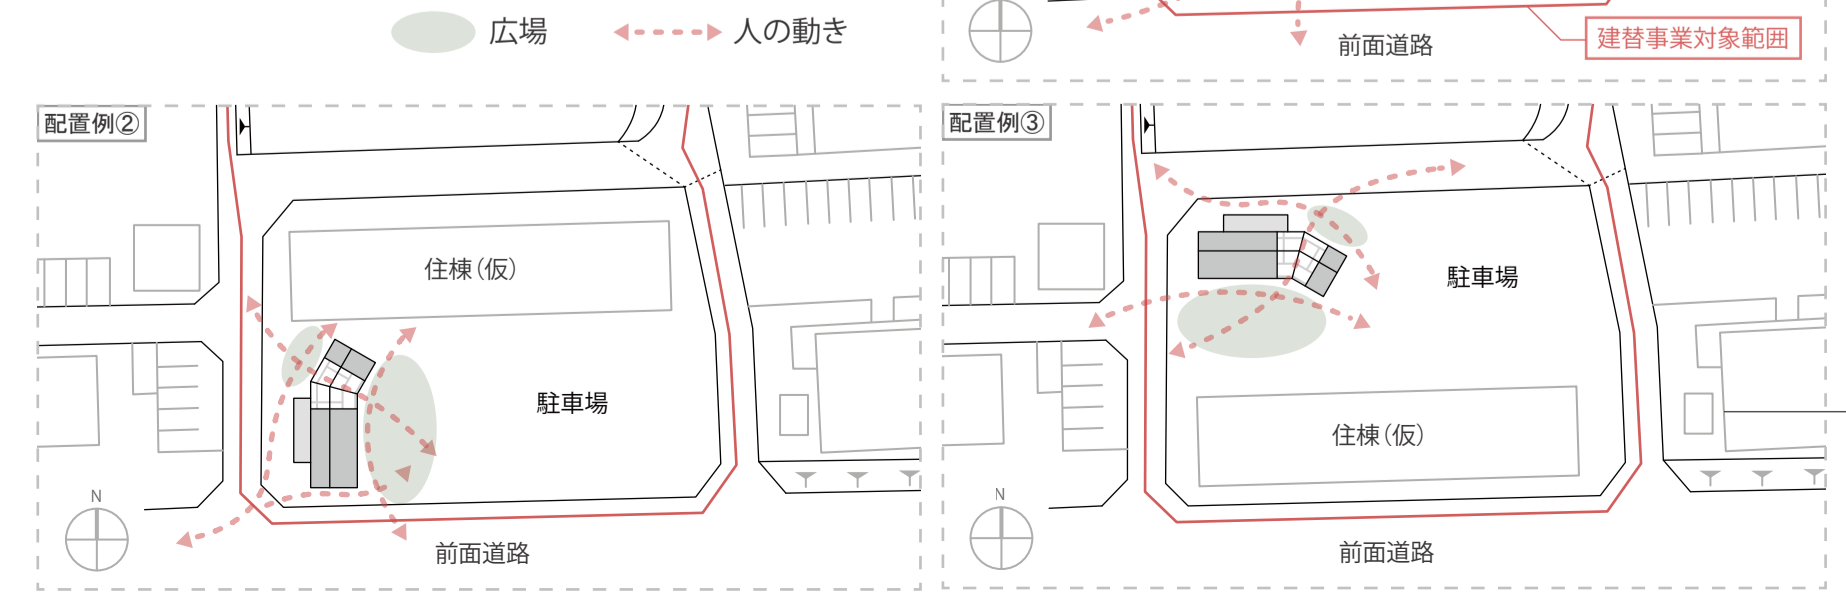 広場
人の動き
前面道路
建替事業対象範囲
配置例②
住棟（仮）
駐車場
N
前面道路
配置例③
駐車場
住棟（仮）
N
前面道路